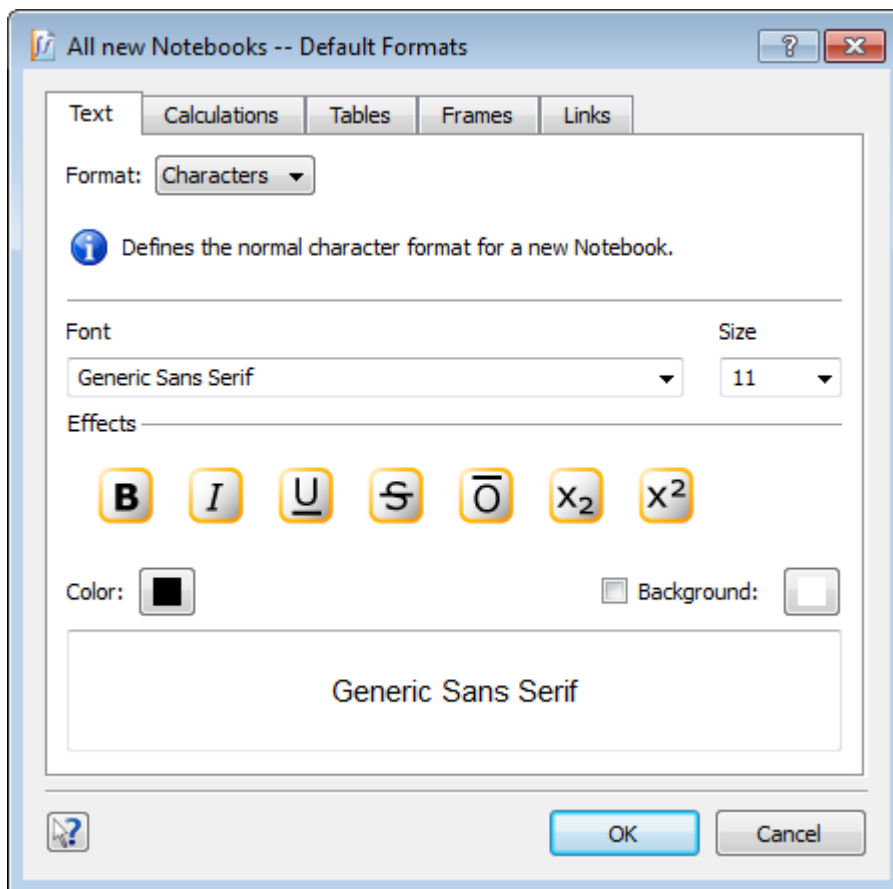 All new Notebooks -- Default Formats
Text Calculations Tables Frames Links
Format: Characters
Defines the normal character format for a new Notebook.
Font Size
Generic Sans Serif 11
Effects
B I U S O x₂ x²
Color: Background:
Generic Sans Serif
OK Cancel